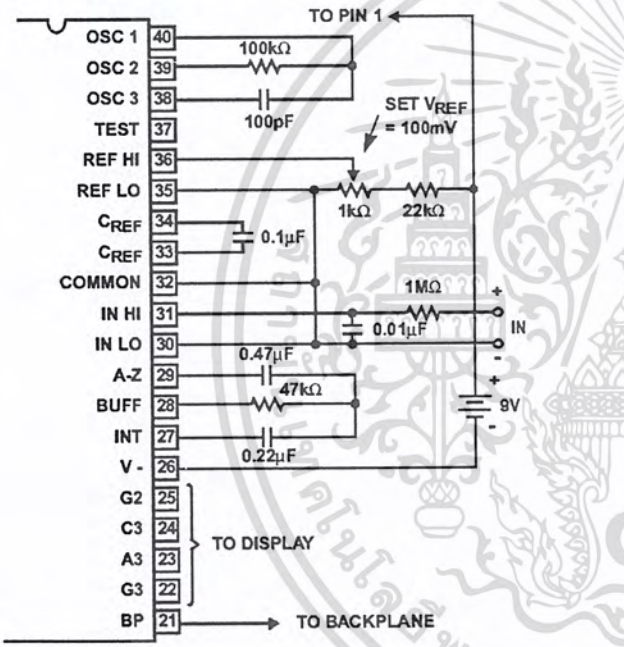 TO PIN 1
OSC 1 40
100kΩ
OSC 2 39
OSC 3 38
100pF
SET VREF
= 100mV
TEST 37
REF HI 36
REF LO 35
1kΩ 22kΩ
CREF 34
0.1µF
CREF 33
COMMON 32
1MΩ
+
IN HI 31
0.01µF IN
IN LO 30
-
0.47µF
A-Z 29
+
47kΩ
BUFF 28
9V
-
INT 27
0.22µF
V - 26
G2 25
C3 24
TO DISPLAY
A3 23
G3 22
BP 21 TO BACKPLANE